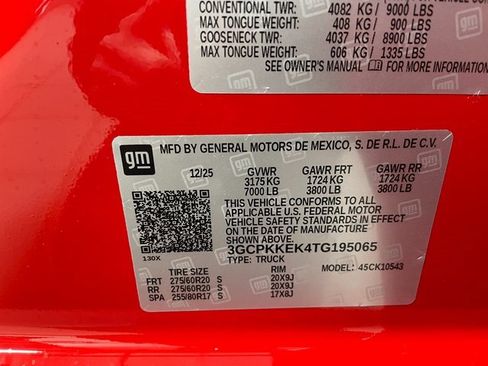 CONVENTIONAL TWR: 4082 KG / 9000 LBS
MAX TONGUE WEIGHT: 408 KG / 900 LBS
GOOSENECK TWR: 4037 KG / 8900 LBS
MAX TONGUE WEIGHT: 606 KG / 1335 LBS
SEE OWNER'S MANUAL FOR MORE INFORMATION
gm MFD BY GENERAL MOTORS DE MEXICO, S. DE R.L. DE C.V.
12/25 GVWR GAWR FRT GAWR RR
3175 KG 1724 KG 1724 KG
7000 LB 3800 LB 3800 LB
THIS VEHICLE CONFORMS TO ALL
APPLICABLE U.S. FEDERAL MOTOR
VEHICLE SAFETY STANDARDS IN
EFFECT ON THE DATE OF
MANUFACTURE SHOWN ABOVE.
3GCPKKEK4TG195065
130X TYPE: TRUCK MODEL: 45CK10543
TIRE SIZE RIM
FRT 275/60R20 S 20X9J
RR 275/60R20 S 20X9J
SPA 255/80R17 S 17X8J